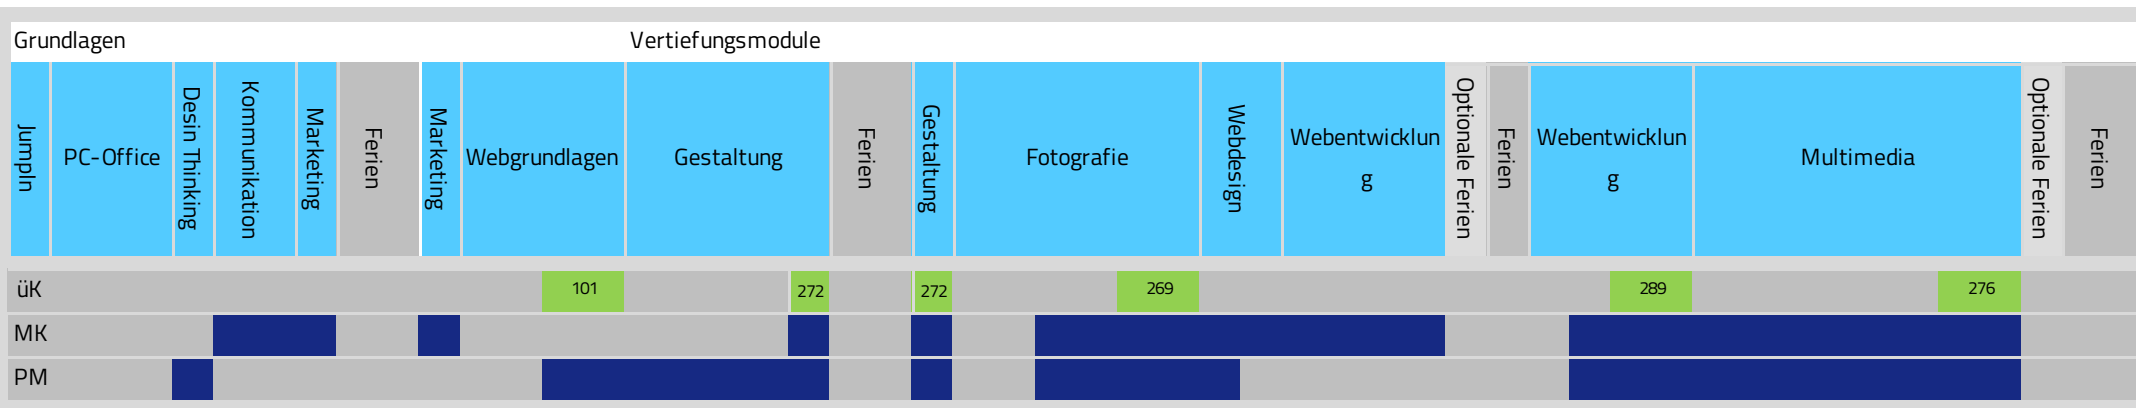 Grundlagen
Vertiefungsmodule
JumpIn
PC-Office
Desin Thinking
Kommunikation
Marketing
Ferien
Marketing
Webgrundlagen
Gestaltung
Ferien
Gestaltung
Fotografie
Webdesign
Webentwicklun
g
Optionale Ferien
Ferien
Webentwicklun
g
Multimedia
Optionale Ferien
Ferien
üK
101
272
272
269
289
276
MK
PM